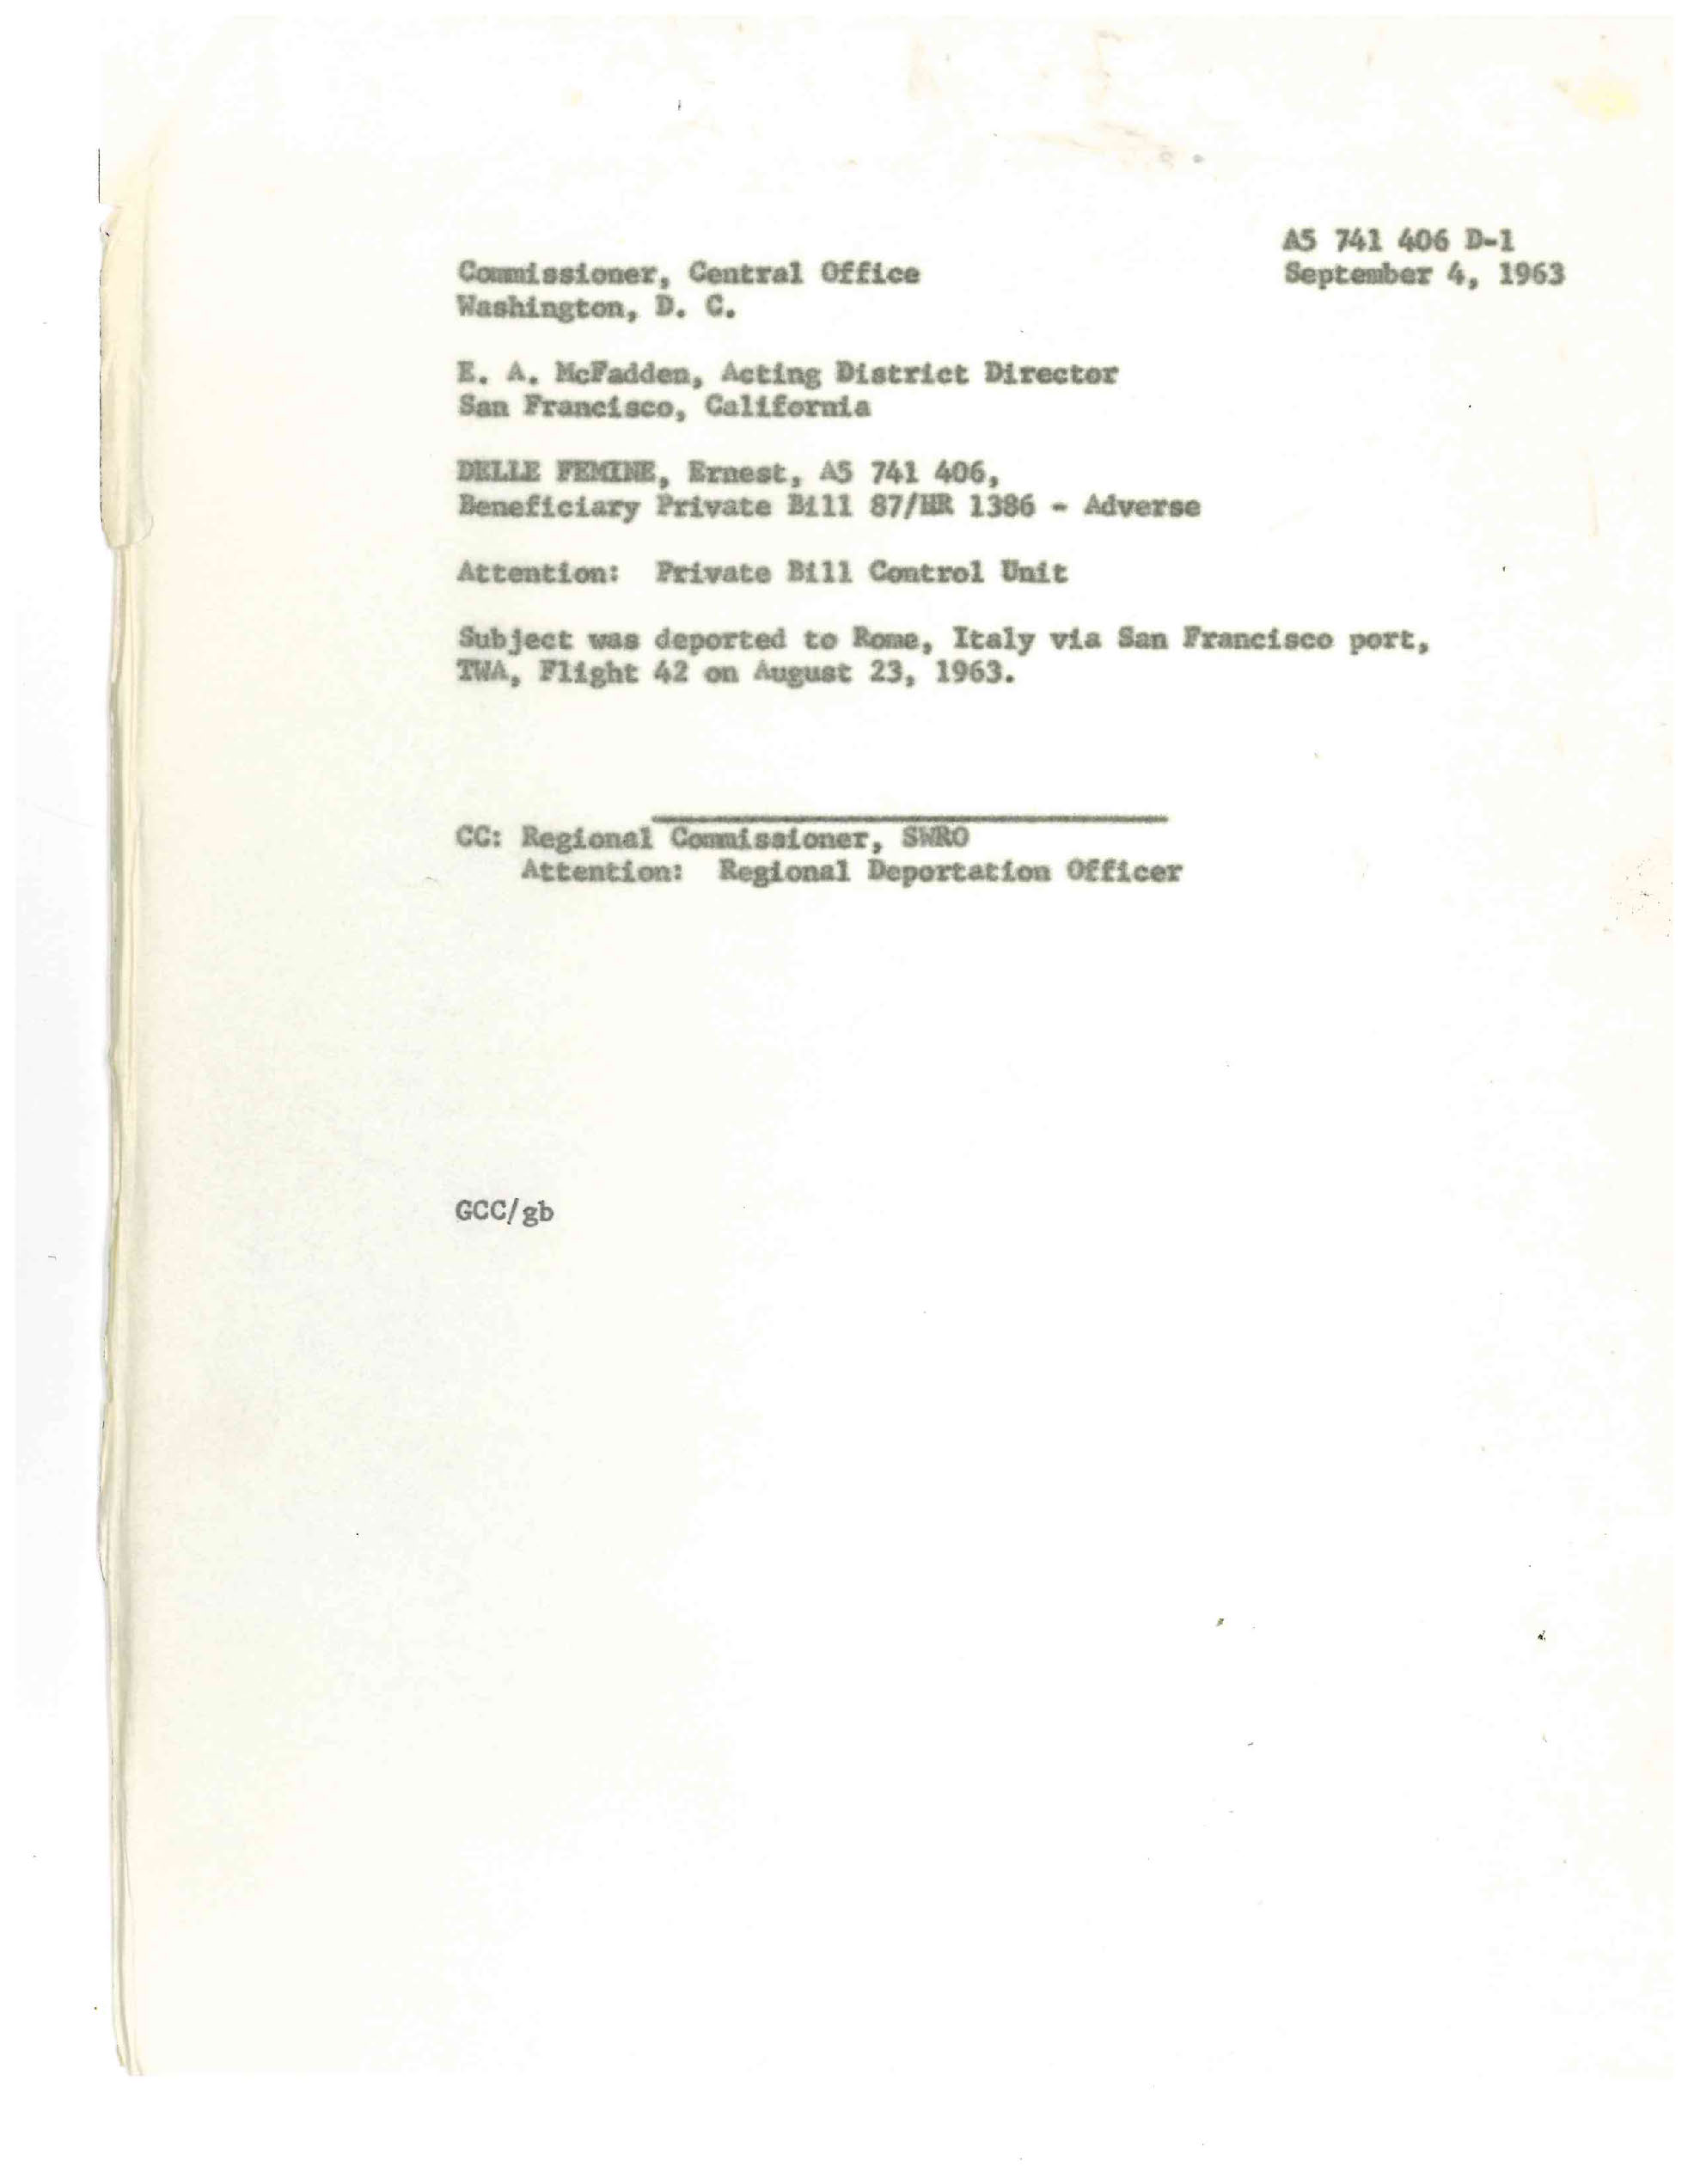 A5 741 406 D-1
Commissioner, Central Office September 4, 1963
Washington, D. C.
E. A. McFadden, Acting District Director
San Francisco, California
DELLE FEMINE, Ernest, A5 741 406,
Beneficiary Private Bill 87/HR 1386 - Adverse
Attention: Private Bill Control Unit
Subject was deported to Rome, Italy via San Francisco port,
TWA, Flight 42 on August 23, 1963.
CC: Regional Commissioner, SWRO
Attention: Regional Deportation Officer
GCC/gb